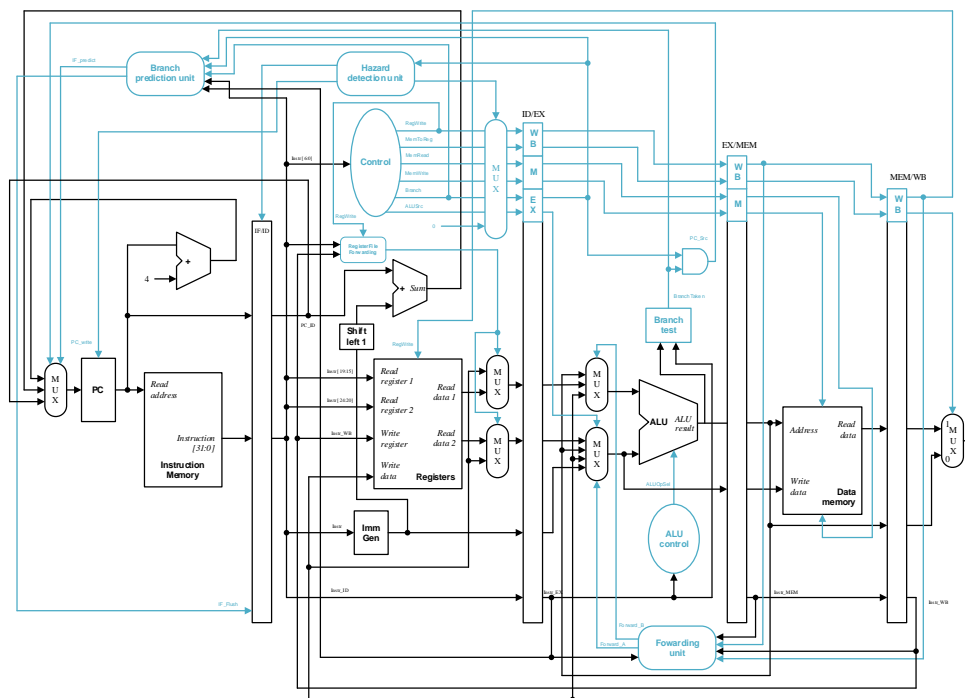 IF_predict
Branch
prediction unit
Hazard
detection unit
ID/EX
EX/MEM
MEM/WB
RegWrite
MemToReg
MemRead
MemWrite
Branch
ALUSrc
Control
Instr[6:0]
M
U
X
0
W
B
M
E
X
W
B
M
W
B
RegWrite
RegisterFile
Forwarding
IF/ID
PC_Src
Branch Taken
4
+
+ Sum
PC_ID
Shift
left 1
Branch
test
PC_write
RegWrite
M
U
X
PC
Read
address
Instruction
[31:0]
Instruction
Memory
Instr[19:15]
Instr[24:20]
Instr_WB
Read
register 1
Read
register 2
Write
register
Write
data
Read
data 1
Read
data 2
Registers
M
U
X
M
U
X
M
U
X
M
U
X
ALU
ALU
result
Address
Read
data
Write
data
Data
memory
1
M
U
X
0
ALUOpSel
ALU
control
Instr
Imm
Gen
Instr_ID
Instr_EX
Instr_MEM
Instr_WB
IF_Flush
Forward_B
Forward_A
Fowarding
unit